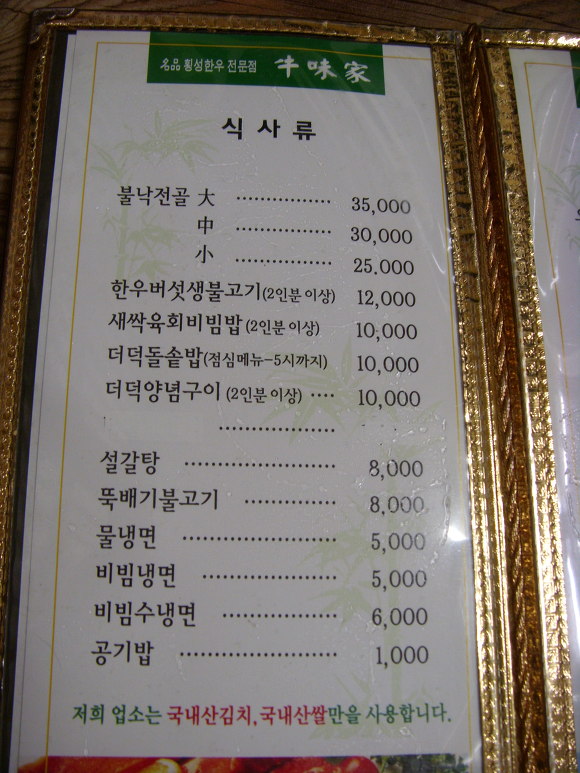 名品 횡성한우 전문점 牛味家
식사류
불낙전골 大 ················ 35,000
中 ················ 30,000
小 ················ 25.000
한우버섯생불고기(2인분 이상) 12,000
새싹육회비빔밥 (2인분 이상) 10,000
더덕돌솥밥(점심메뉴-5시까지) 10,000
더덕양념구이 (2인분 이상) ···· 10,000
····················
설갈탕 ························· 8,000
뚝배기불고기 ··············· 8,000
물냉면 ························· 5,000
비빔냉면 ······················ 5,000
비빔수냉면 ··················· 6,000
공기밥 ·························· 1,000
저희 업소는 국내산김치,국내산쌀만을 사용합니다.